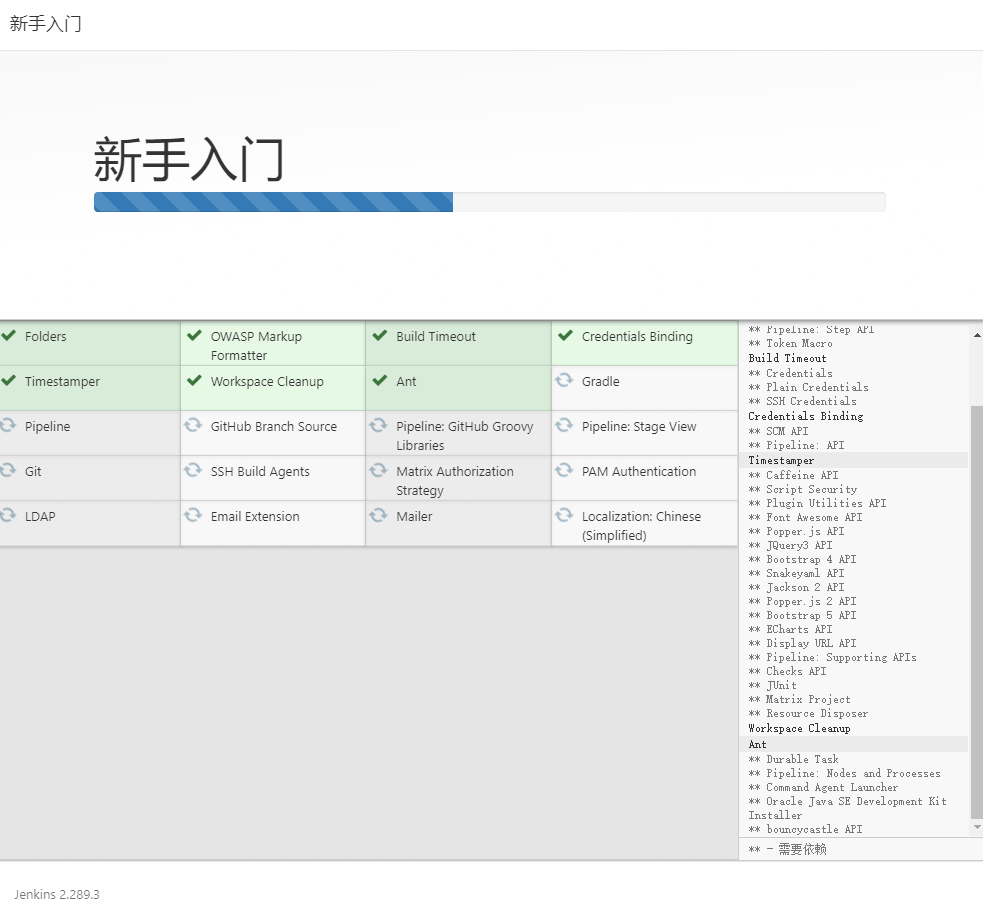 新手入门
新手入门
Folders
OWASP Markup
Formatter
Build Timeout
Credentials Binding
Timestamper
Workspace Cleanup
Ant
Gradle
Pipeline
GitHub Branch Source
Pipeline: GitHub Groovy
Libraries
Pipeline: Stage View
Git
SSH Build Agents
Matrix Authorization
Strategy
PAM Authentication
LDAP
Email Extension
Mailer
Localization: Chinese
(Simplified)
** Pipeline: Step API
** Token Macro
Build Timeout
** Credentials
** Plain Credentials
** SSH Credentials
Credentials Binding
** SCM API
** Pipeline: API
Timestamper
** Caffeine API
** Script Security
** Plugin Utilities API
** Font Awesome API
** Popper.js API
** JQuery3 API
** Bootstrap 4 API
** Snakeyaml API
** Jackson 2 API
** Popper.js 2 API
** Bootstrap 5 API
** ECharts API
** Display URL API
** Pipeline: Supporting APIs
** Checks API
** JUnit
** Matrix Project
** Resource Disposer
Workspace Cleanup
Ant
** Durable Task
** Pipeline: Nodes and Processes
** Command Agent Launcher
** Oracle Java SE Development Kit
Installer
** bouncycastle API
** - 需要依赖
Jenkins 2.289.3